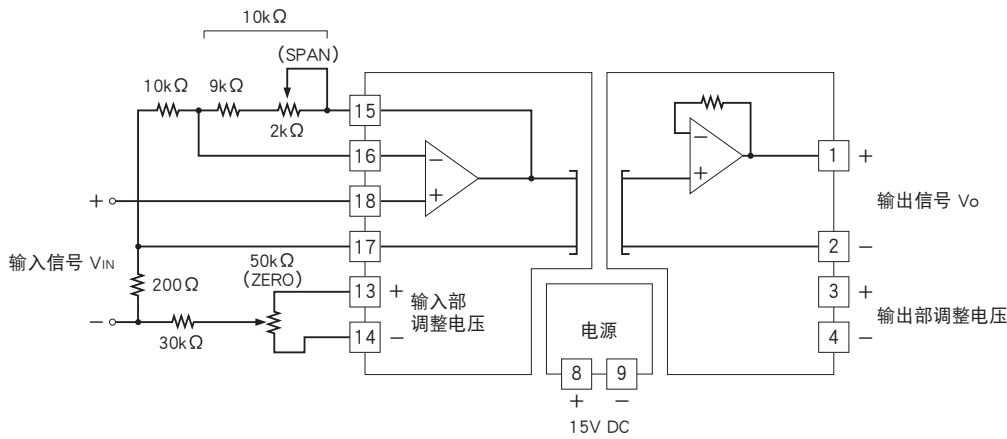 10kΩ
(SPAN)
10kΩ
9kΩ
2kΩ
15
16
18
17
13
14
−
+
+
输入信号 VIN
−
200Ω
30kΩ
50kΩ
(ZERO)
+
−
输入部
调整电压
−
+
1
2
3
4
+
−
+
−
输出信号 Vo
输出部调整电压
电源
8
9
+
−
15V DC